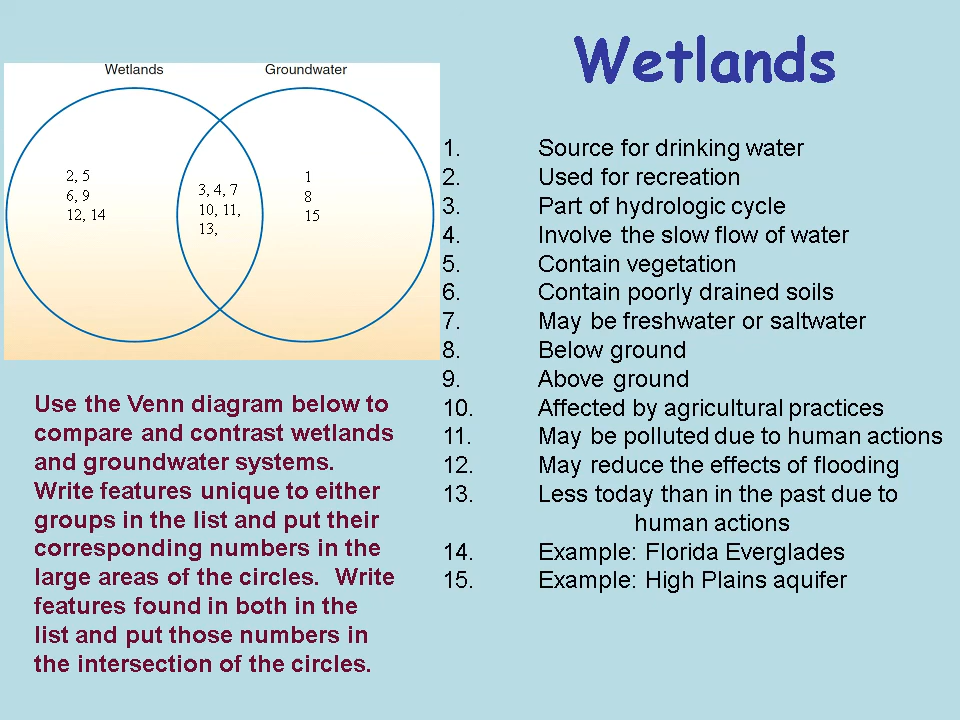 Wetlands
Wetlands Groundwater
2, 5
6, 9
12, 14
3, 4, 7
10, 11,
13,
1
8
15
Use the Venn diagram below to
compare and contrast wetlands
and groundwater systems.
Write features unique to either
groups in the list and put their
corresponding numbers in the
large areas of the circles. Write
features found in both in the
list and put those numbers in
the intersection of the circles.
1. Source for drinking water
2. Used for recreation
3. Part of hydrologic cycle
4. Involve the slow flow of water
5. Contain vegetation
6. Contain poorly drained soils
7. May be freshwater or saltwater
8. Below ground
9. Above ground
10. Affected by agricultural practices
11. May be polluted due to human actions
12. May reduce the effects of flooding
13. Less today than in the past due to
human actions
14. Example: Florida Everglades
15. Example: High Plains aquifer